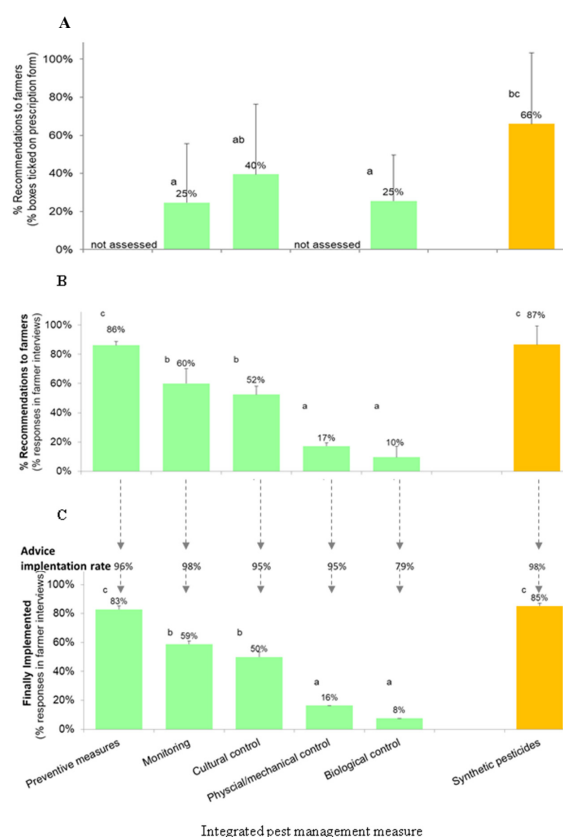 A
% Recommendations to farmers
(% boxes ticked on prescription form)
100%
80%
60%
40%
20%
0%
not assessed
a
25%
ab
40%
not assessed
a
25%
bc
66%
B
% Recommendations to farmers
(% responses in farmer interviews)
100%
80%
60%
40%
20%
0%
c
86%
b
60%
b
52%
a
17%
a
10%
c 87%
C
Advice
implentation rate 96% 98% 95% 95% 79% 98%
Finally Implemented
(% responses in farmer interviews)
100%
80%
60%
40%
20%
0%
c
83%
b 59%
b
50%
a
16%
a
8%
c
85%
Preventive measures
Monitoring
Cultural control
Physcial/mechanical control
Biological control
Synthetic pesticides
Integrated pest management measure